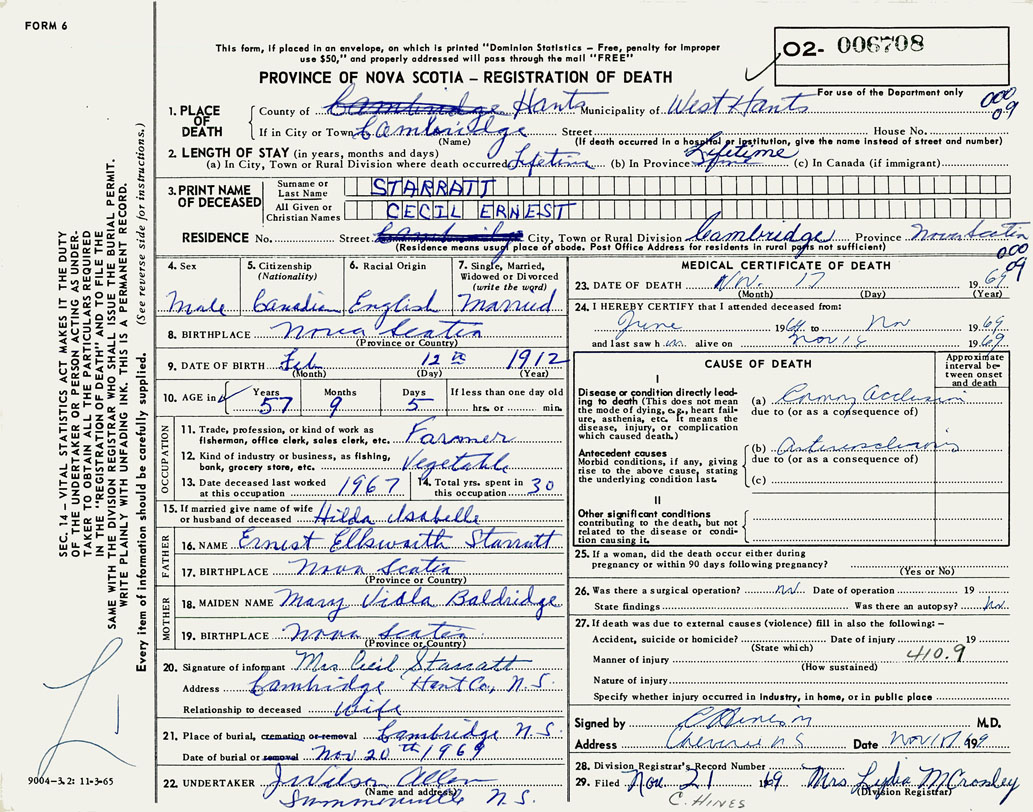 FORM 6
This form, if placed in an envelope, on which is printed "Dominion Statistics – Free, penalty for improper
use $50," and properly addressed will pass through the mail "FREE"
O2- 006708
For use of the Department only
PROVINCE OF NOVA SCOTIA – REGISTRATION OF DEATH
SEC. 14 – VITAL STATISTICS ACT MAKES IT THE DUTY
OF THE UNDERTAKER OR PERSON ACTING AS UNDER-
TAKER TO OBTAIN ALL THE PARTICULARS REQUIRED
IN THE "REGISTRATION OF DEATH" AND TO FILE THE
SAME WITH THE DIVISION REGISTRAR WHO SHALL ISSUE THE BURIAL PERMIT.
WRITE PLAINLY WITH UNFADING INK. THIS IS A PERMANENT RECORD.
Every item of information should be carefully supplied. (See reverse side for instructions.)
9004-3.2: 11-3-65
1. PLACE OF DEATH
County of Cambridge Hants Municipality of West Hants
000 09
If in City or Town Cambridge Street House No.
(Name) (If death occurred in a hospital or institution, give the name instead of street and number)
2. LENGTH OF STAY (in years, months and days)
(a) In City, Town or Rural Division where death occurred Lifetime (b) In Province Lifetime (c) In Canada (if immigrant)
3. PRINT NAME OF DECEASED
Surname or Last Name STARRATT
All Given or Christian Names CECIL ERNEST
RESIDENCE No. Street Cambridge City, Town or Rural Division Cambridge Province Nova Scotia
(Residence means usual place of abode. Post Office Address for residents in rural parts not sufficient)
000 09
4. Sex Male
5. Citizenship (Nationality) Canadian
6. Racial Origin English
7. Single, Married, Widowed or Divorced (write the word) Married
8. BIRTHPLACE Nova Scotia
(Province or Country)
9. DATE OF BIRTH Feb 12th 1912
(Month) (Day) (Year)
10. AGE in Years 57 Months 9 Days 5 If less than one day old hrs. or min.
OCCUPATION
11. Trade, profession, or kind of work as fisherman, office clerk, sales clerk, etc. Farmer
12. Kind of industry or business, as fishing, bank, grocery store, etc. Vegetable
13. Date deceased last worked at this occupation 1967
14. Total yrs. spent in this occupation 30
15. If married give name of wife or husband of deceased Hilda Isabelle
FATHER
16. NAME Ernest Ellsworth Starratt
17. BIRTHPLACE Nova Scotia
(Province or Country)
MOTHER
18. MAIDEN NAME Mary Viola Baldridge
19. BIRTHPLACE Nova Scotia
(Province or Country)
20. Signature of informant Mrs Cecil Starratt
Address Cambridge Hant Co, N.S.
Relationship to deceased Wife
21. Place of burial, cremation or removal Cambridge N.S.
Date of burial or removal Nov 20th 1969
22. UNDERTAKER J Wilson Allen
(Name and address)
Summerville N.S.
MEDICAL CERTIFICATE OF DEATH
23. DATE OF DEATH Nov. 17 1969
(Month) (Day) (Year)
24. I HEREBY CERTIFY that I attended deceased from:
June 19 to Nov 1969
and last saw h im alive on Nov 14 1969
CAUSE OF DEATH
Approximate interval between onset and death
I
Disease or condition directly leading to death (This does not mean the mode of dying, e.g., heart failure, asthenia, etc. It means the disease, injury, or complication which caused death.)
(a)
due to (or as a consequence of)
Antecedent causes
Morbid conditions, if any, giving rise to the above cause, stating the underlying condition last.
(b) Arteriosclerosis
due to (or as a consequence of)
(c)
II
Other significant conditions
contributing to the death, but not related to the disease or condition causing it.
25. If a woman, did the death occur either during pregnancy or within 90 days following pregnancy?
(Yes or No)
26. Was there a surgical operation? no Date of operation 19
State findings Was there an autopsy? No
27. If death was due to external causes (violence) fill in also the following: –
Accident, suicide or homicide? Date of injury 19
(State which)
Manner of injury 410.9
(How sustained)
Nature of injury
Specify whether injury occurred in industry, in home, or in public place
Signed by C Hines M.D.
Address Cheverie N S Date Nov 1969
28. Division Registrar's Record Number
29. Filed Nov 21 1969 Mrs Lydia McCrosley
(Division Registrar)
C. HINES